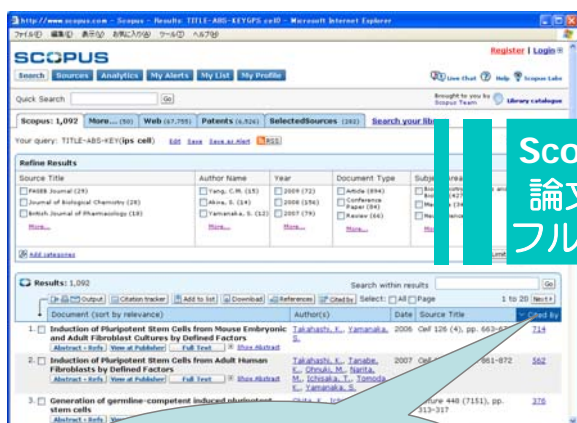 http://www.scopus.com - Scopus - Results: TITLE-ABS-KEY(IPS cell) - Microsoft Internet Explorer
ファイル(F) 編集(E) 表示(V) お気に入り(A) ツール(T) ヘルプ(H)
SCOPUS
Register | Login
Search Sources Analytics My Alerts My List My Profile
Live Chat Help Scopus Labs
Quick Search Go
Brought to you by Scopus Team Library catalogue
Scopus: 1,092 More... (50) Web (67,755) Patents (6,526) SelectedSources (282) Search your lib
Your query: TITLE-ABS-KEY(ips cell) Edit Save Save as Alert RSS
Refine Results
Source Title Author Name Year Document Type Subj rea
FASEB Journal (29) Yang, C.M. (15) 2009 (72) Article (894)
Journal of Biological Chemistry (28) Akira, S. (14) 2008 (156) Conference Paper (84)
British Journal of Pharmacology (18) Yamanaka, S. (12) 2007 (79) Review (66)
More... More... More... More... More...
Add categories Limit
Scop
論文
フル
Results: 1,092 Search within results Go
Output Citation tracker Add to list Download References Cited by Select: All Page 1 to 20 Next
Document (sort by relevance) Author(s) Date Source Title Cited By
1. Induction of Pluripotent Stem Cells from Mouse Embryonic and Adult Fibroblast Cultures by Defined Factors Takahashi, K., Yamanaka, S. 2006 Cell 126 (4), pp. 663-67 714
Abstract + Refs View at Publisher Full Text Show Abstract
2. Induction of Pluripotent Stem Cells from Adult Human Fibroblasts by Defined Factors Takahashi, K., Tanabe, K., Ohnuki, M., Narita, M., Ichisaka, T., Tomoda, K., Yamanaka, S. 2007 Cell 861-872 562
Abstract + Refs View at Publisher Full Text Show Abstract
3. Generation of germline-competent induced pluripotent stem cells Okita, K., Ich ture 448 (7151), pp. 313-317 376
Abstract + Refs View at